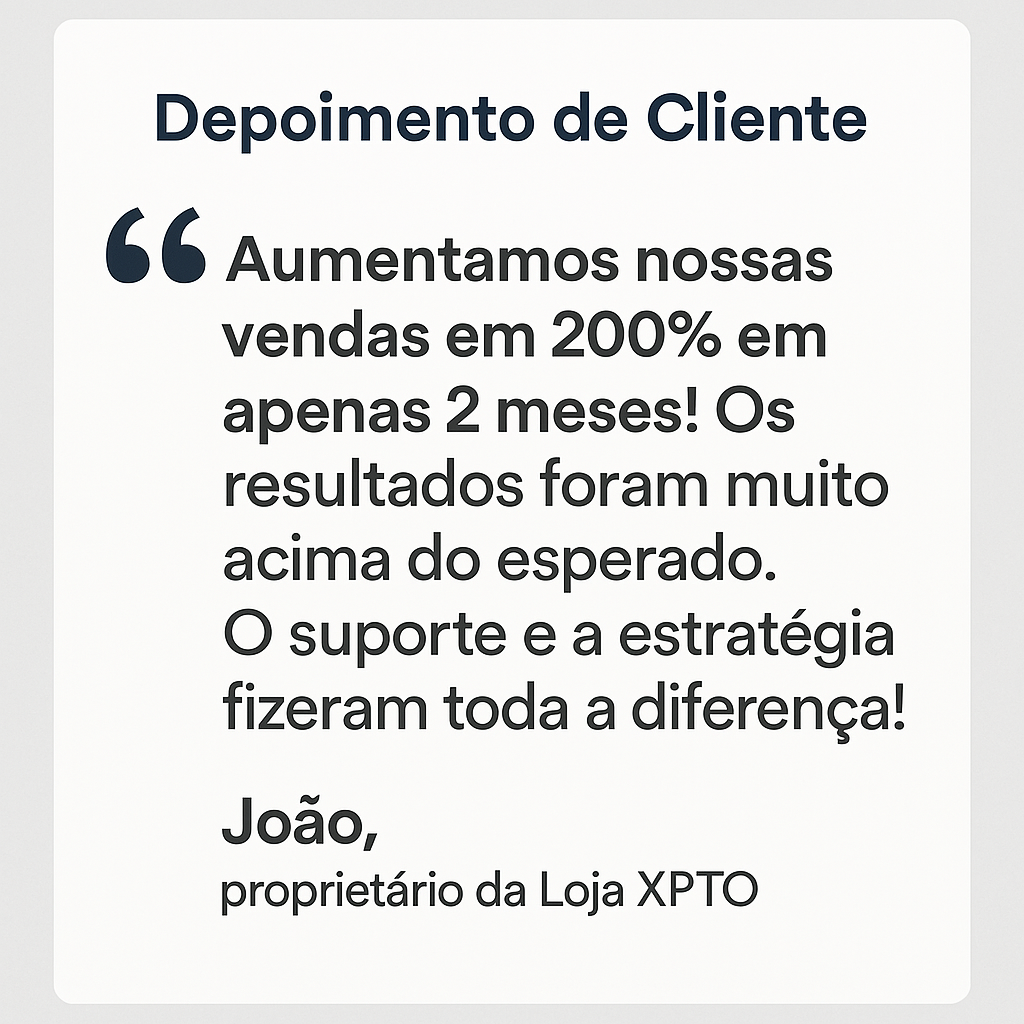 Depoimento de Cliente
“ Aumentamos nossas
vendas em 200% em
apenas 2 meses! Os
resultados foram muito
acima do esperado.
O suporte e a estratégia
fizeram toda a diferença!
João,
proprietário da Loja XPTO